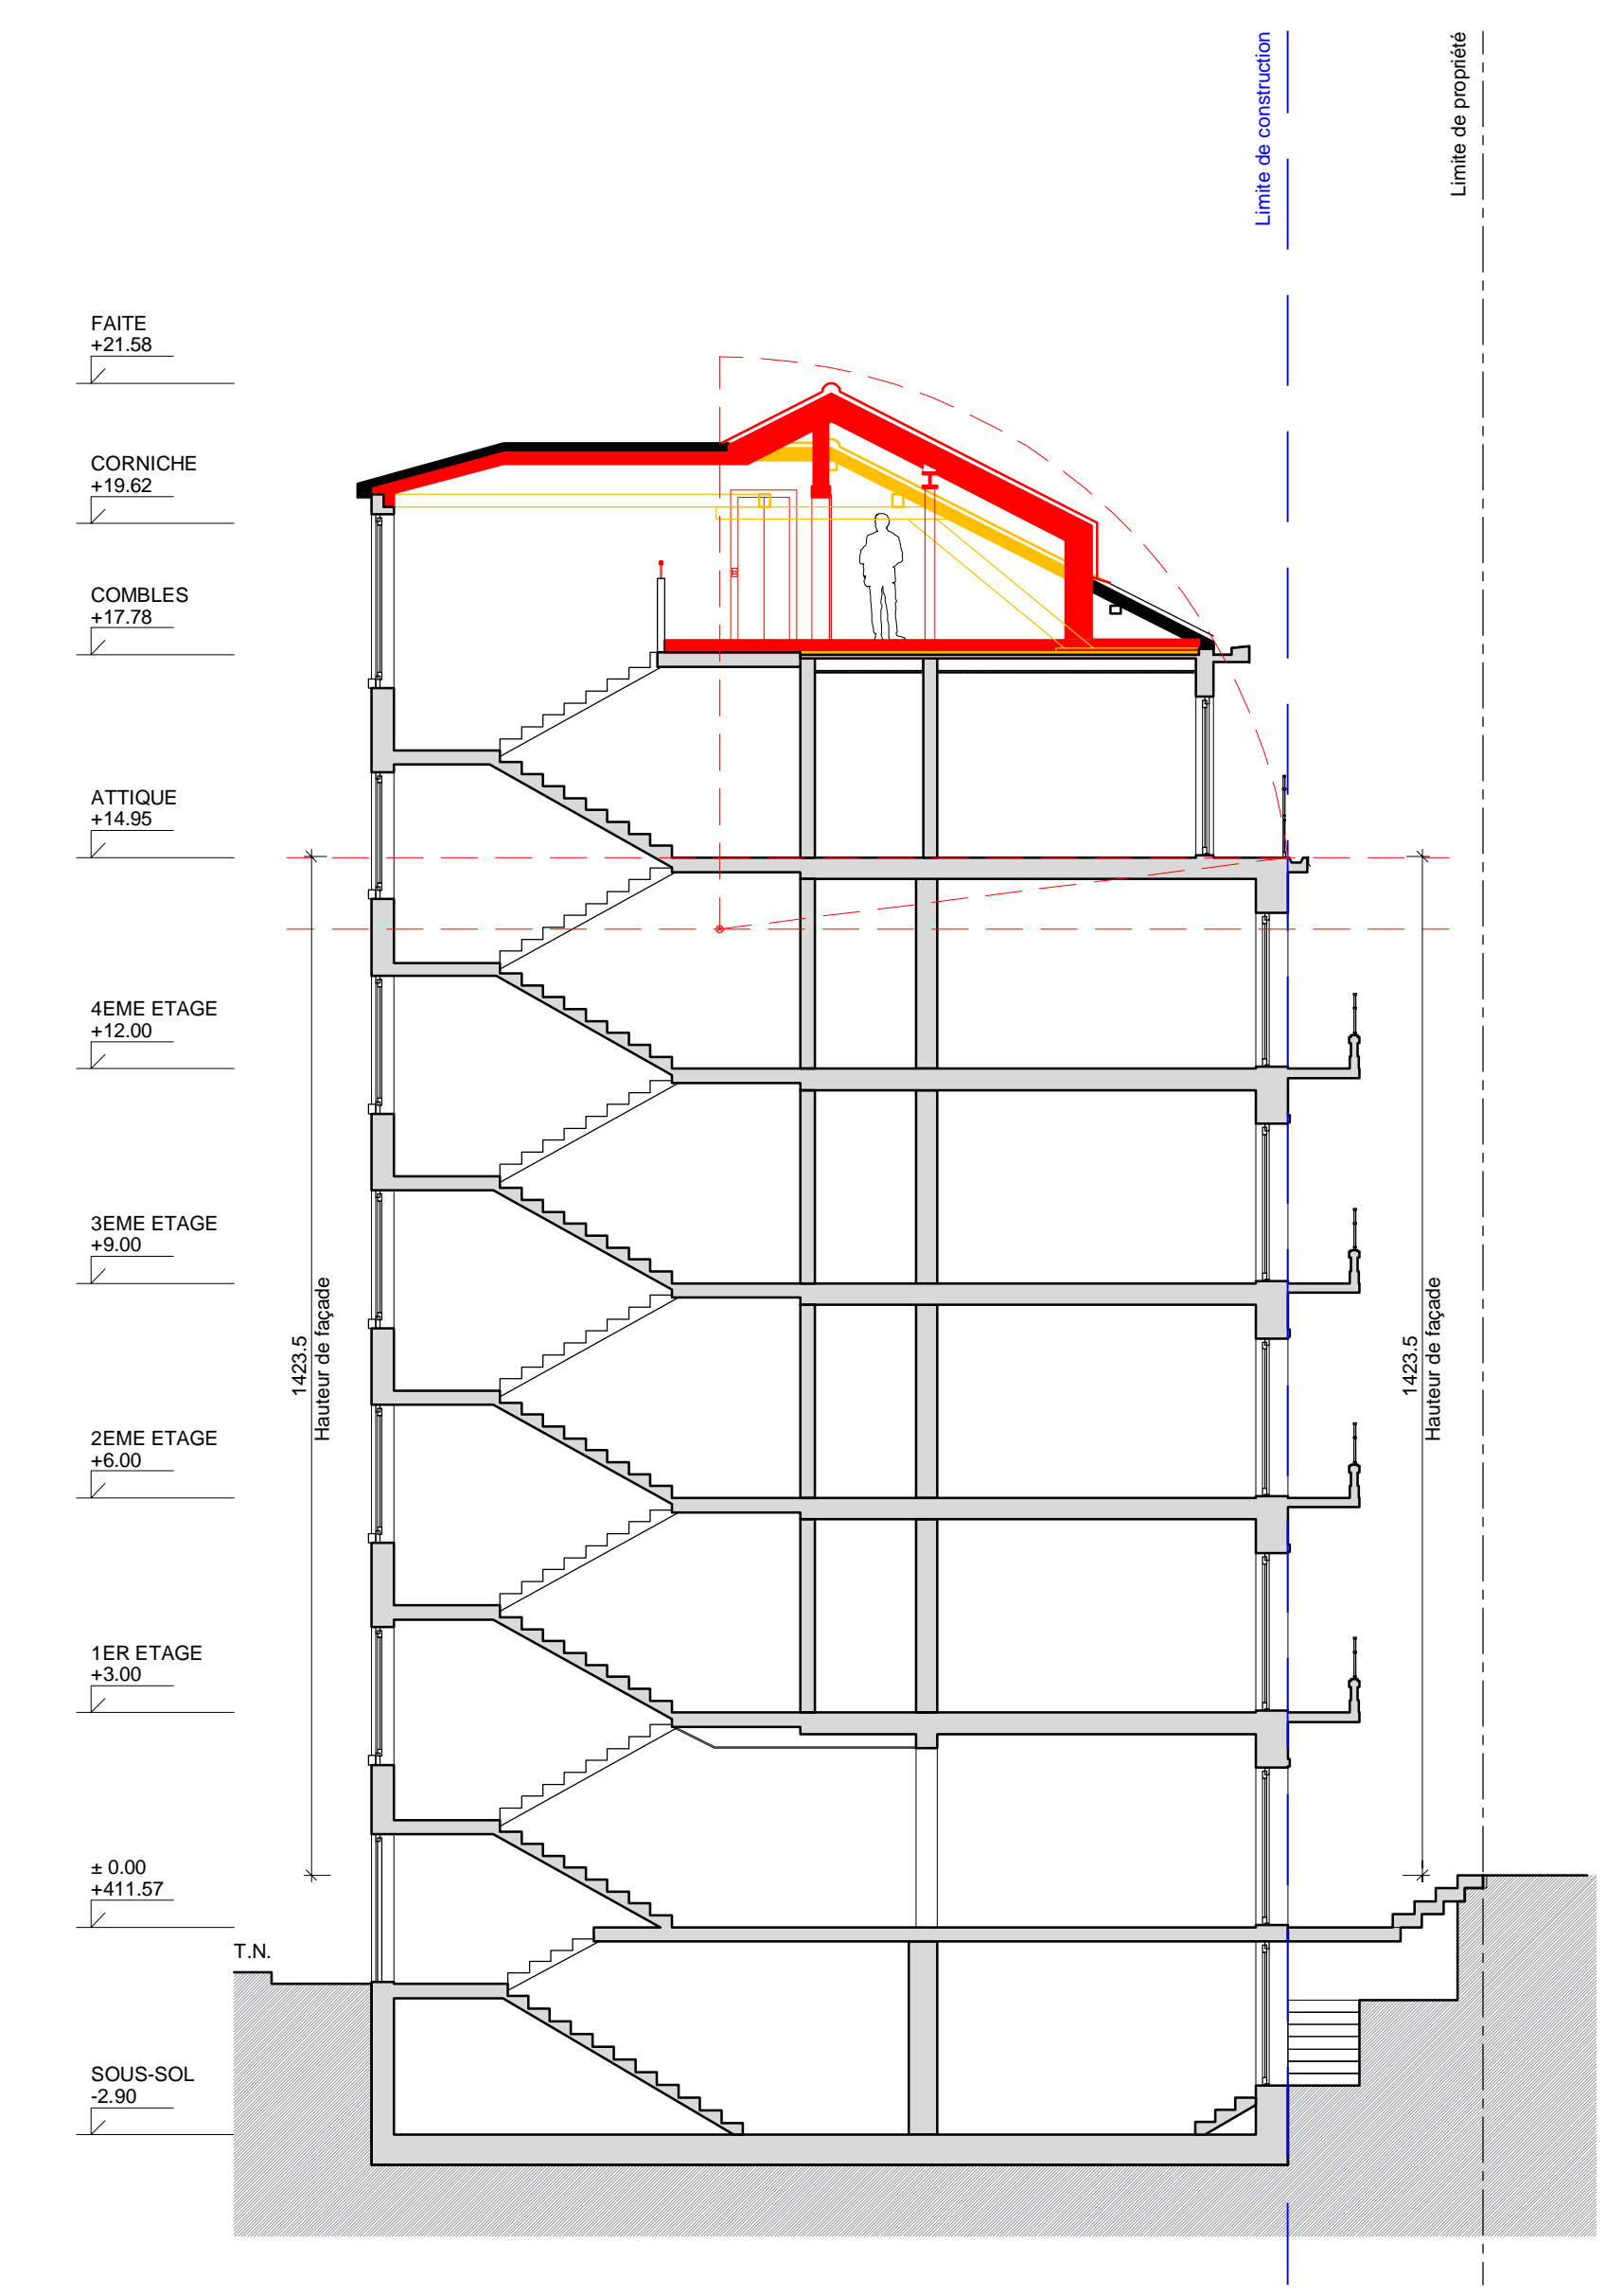 Limite de construction
Limite de propriété
FAITE
+21.58
CORNICHE
+19.62
COMBLES
+17.78
ATTIQUE
+14.95
4EME ETAGE
+12.00
3EME ETAGE
+9.00
1423.5
Hauteur de façade
1423.5
Hauteur de façade
2EME ETAGE
+6.00
1ER ETAGE
+3.00
± 0.00
+411.57
T.N.
SOUS-SOL
-2.90